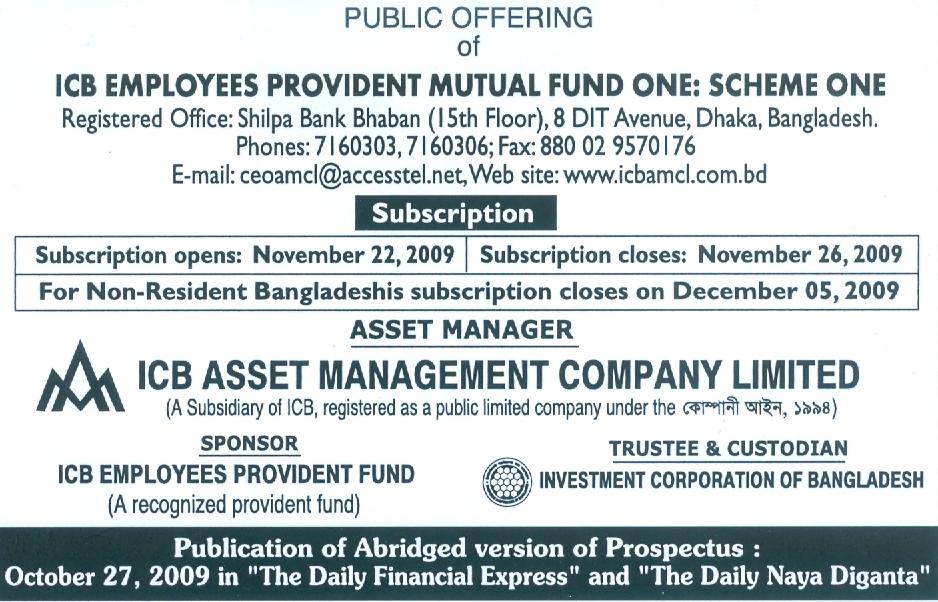 PUBLIC OFFERING
of
ICB EMPLOYEES PROVIDENT MUTUAL FUND ONE: SCHEME ONE
Registered Office: Shilpa Bank Bhaban (15th Floor), 8 DIT Avenue, Dhaka, Bangladesh.
Phones: 7160303, 7160306; Fax: 880 02 9570176
E-mail: ceoamcl@accesstel.net, Web site: www.icbamcl.com.bd
Subscription
Subscription opens: November 22, 2009 Subscription closes: November 26, 2009
For Non-Resident Bangladeshis subscription closes on December 05, 2009
ASSET MANAGER
ICB ASSET MANAGEMENT COMPANY LIMITED
(A Subsidiary of ICB, registered as a public limited company under the কোম্পানী আইন, ১৯৯৪)
SPONSOR
ICB EMPLOYEES PROVIDENT FUND
(A recognized provident fund)
TRUSTEE & CUSTODIAN
INVESTMENT CORPORATION OF BANGLADESH
Publication of Abridged version of Prospectus :
October 27, 2009 in "The Daily Financial Express" and "The Daily Naya Diganta"